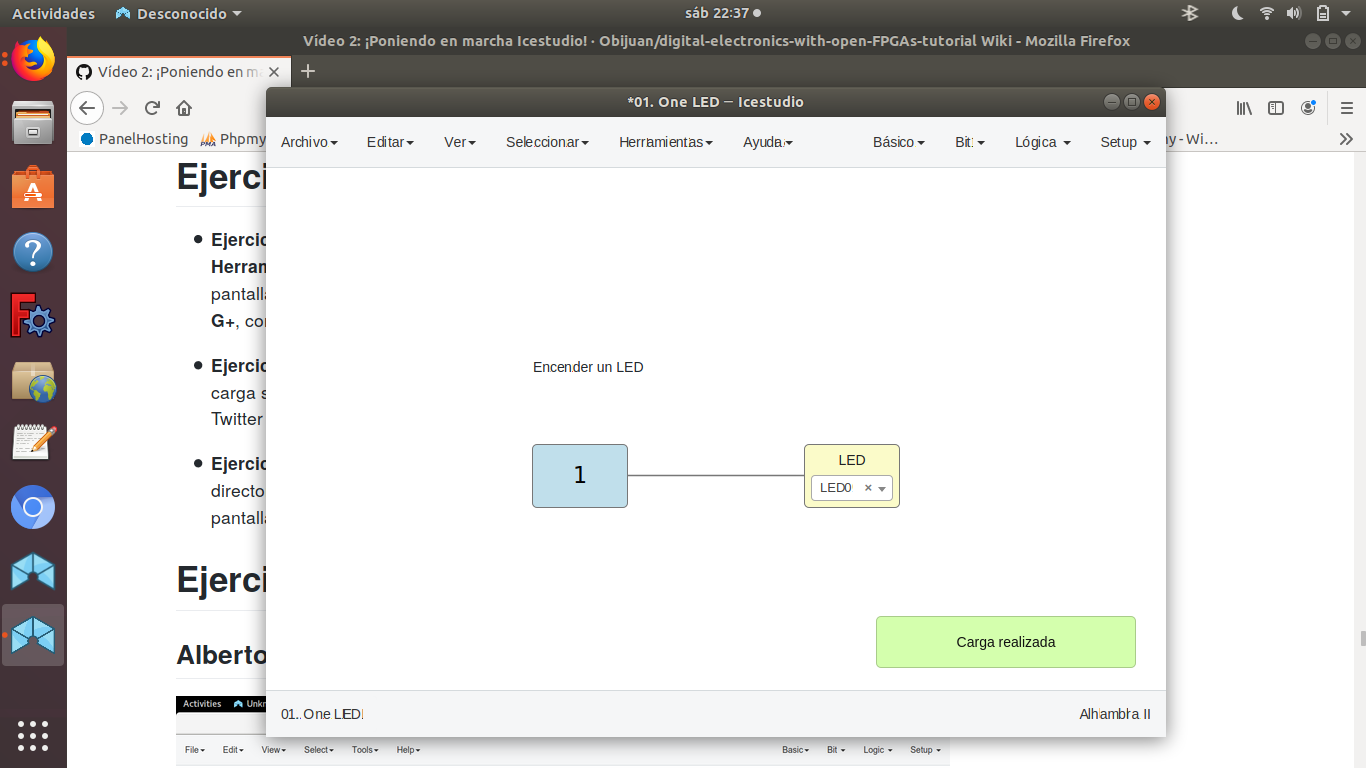 Actividades
Desconocido
sáb 22:37
Vídeo 2: ¡Poniendo en marcha Icestudio! · Obijuan/digital-electronics-with-open-FPGAs-tutorial Wiki - Mozilla Firefox
Vídeo 2: ¡Poniendo en m
*01. One LED ─ Icestudio
PanelHosting
Phpmy
ny - Wi...
Archivo
Editar
Ver
Seleccionar
Herramientas
Ayuda
Básico
Bit
Lógica
Setup
Ejerci
Ejercic
Herran
pantalla
G+, cor
Ejercic
carga s
Twitter
Ejercic
directo
pantalla
Encender un LED
1
LED
LED0
Carga realizada
01. One LED
Alhambra II
Ejerci
Alberto
Activities
Unkn
File
Edit
View
Select
Tools
Help
Basic
Bit
Logic
Setup